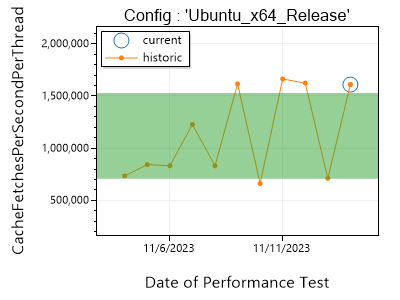 Config : 'Ubuntu_x64_Release'
CacheFetchesPerSecondPerThread
current
historic
2,000,000
1,500,000
1,000,000
500,000
11/6/2023
11/11/2023
Date of Performance Test